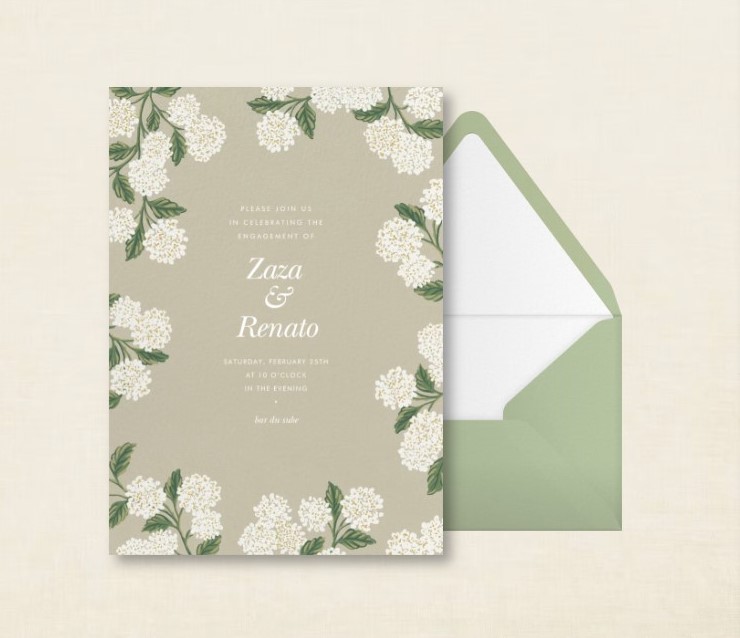 PLEASE JOIN US
IN CELEBRATING THE
ENGAGEMENT OF
Zaza
&
Renato
SATURDAY, FEBRUARY 25TH
AT 10 O'CLOCK
IN THE EVENING
bar du vibe